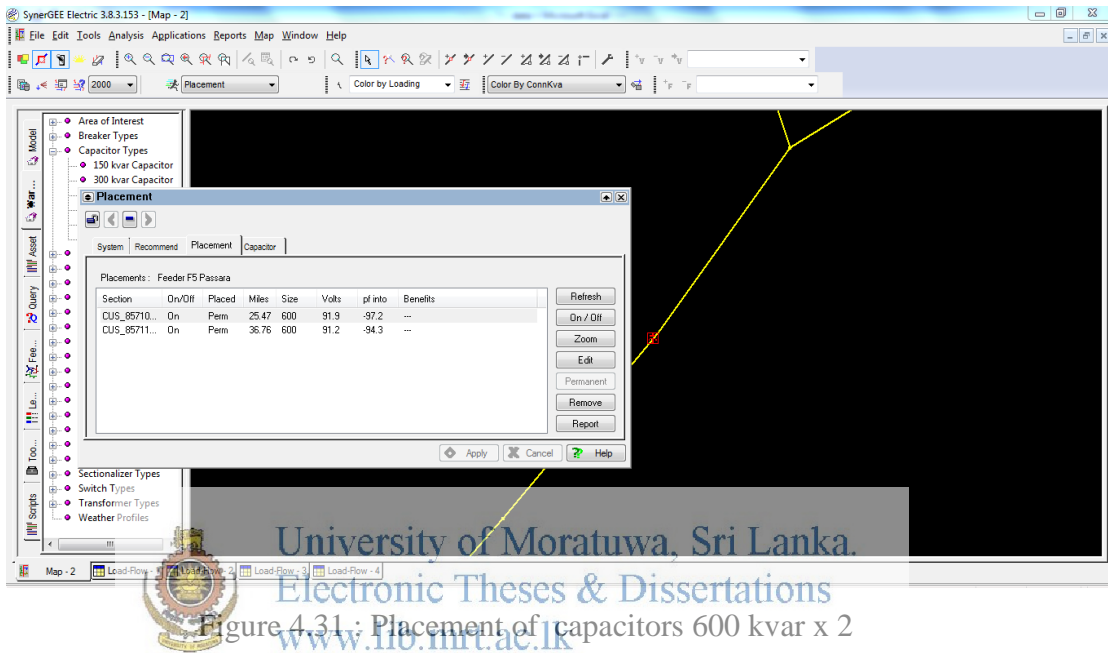 SynerGEE Electric 3.8.3.153 - [Map - 2]
File Edit Tools Analysis Applications Reports Map Window Help
2000 Placement Color by Loading Color By ConnKva
Model
War...
Asset
Query
Fee...
Le...
Too...
Scripts
Area of Interest
Breaker Types
Capacitor Types
150 kvar Capacitor
300 kvar Capacitor
Placement
System Recommend Placement Capacitor
Placements : Feeder F5 Passara
Section On/Off Placed Miles Size Volts pf into Benefits
CUS_85710... On Perm 25.47 600 91.9 -97.2 ---
CUS_85711... On Perm 36.76 600 91.2 -94.3 ---
Refresh
On / Off
Zoom
Edit
Permanent
Remove
Report
Apply Cancel Help
Sectionalizer Types
Switch Types
Transformer Types
Weather Profiles
Map - 2 Load-Flow - 1 Load-Flow - 2 Load-Flow - 3 Load-Flow - 4
University of Moratuwa, Sri Lanka.
Electronic Theses & Dissertations
www.lib.mrt.ac.lk
Figure 4.31 : Placement of capacitors 600 kvar x 2